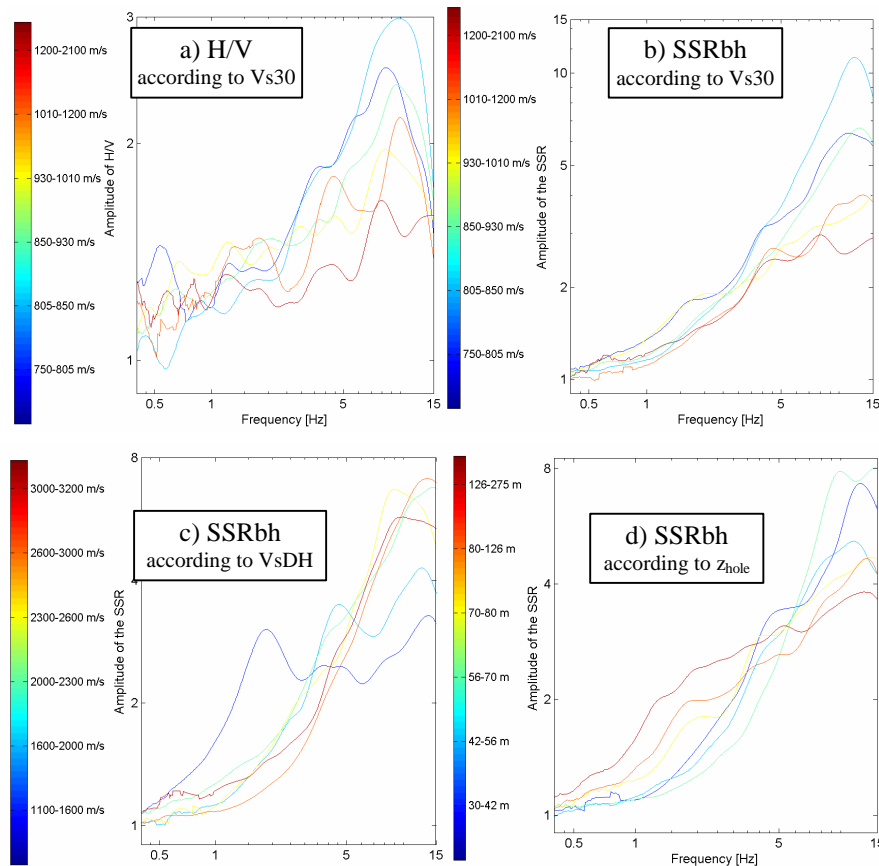 a) H/V
according to Vs30
1200-2100 m/s
1010-1200 m/s
930-1010 m/s
850-930 m/s
805-850 m/s
750-805 m/s
Amplitude of H/V
3
2
1
0.5
1
5
15
Frequency [Hz]
b) SSRbh
according to Vs30
1200-2100 m/s
1010-1200 m/s
930-1010 m/s
850-930 m/s
805-850 m/s
750-805 m/s
Amplitude of the SSR
15
10
5
2
1
0.5
1
5
15
Frequency [Hz]
c) SSRbh
according to VsDH
3000-3200 m/s
2600-3000 m/s
2300-2600 m/s
2000-2300 m/s
1600-2000 m/s
1100-1600 m/s
Amplitude of the SSR
8
4
2
1
0.5
1
5
15
Frequency [Hz]
d) SSRbh
according to zhole
126-275 m
80-126 m
70-80 m
56-70 m
42-56 m
30-42 m
Amplitude of the SSR
8
4
2
1
0.5
1
5
15
Frequency [Hz]